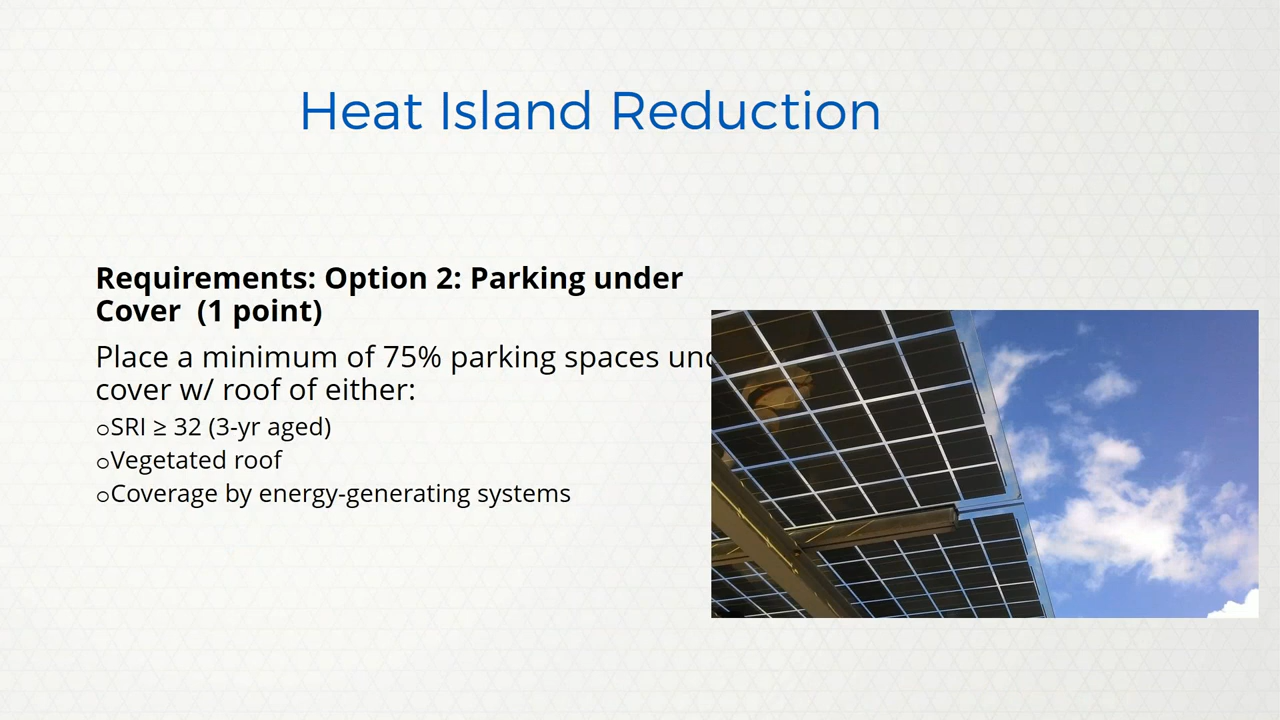 Heat Island Reduction
Requirements: Option 2: Parking under
Cover (1 point)
Place a minimum of 75% parking spaces
cover w/ roof of either:
oSRI ≥ 32 (3-yr aged)
oVegetated roof
oCoverage by energy-generating systems